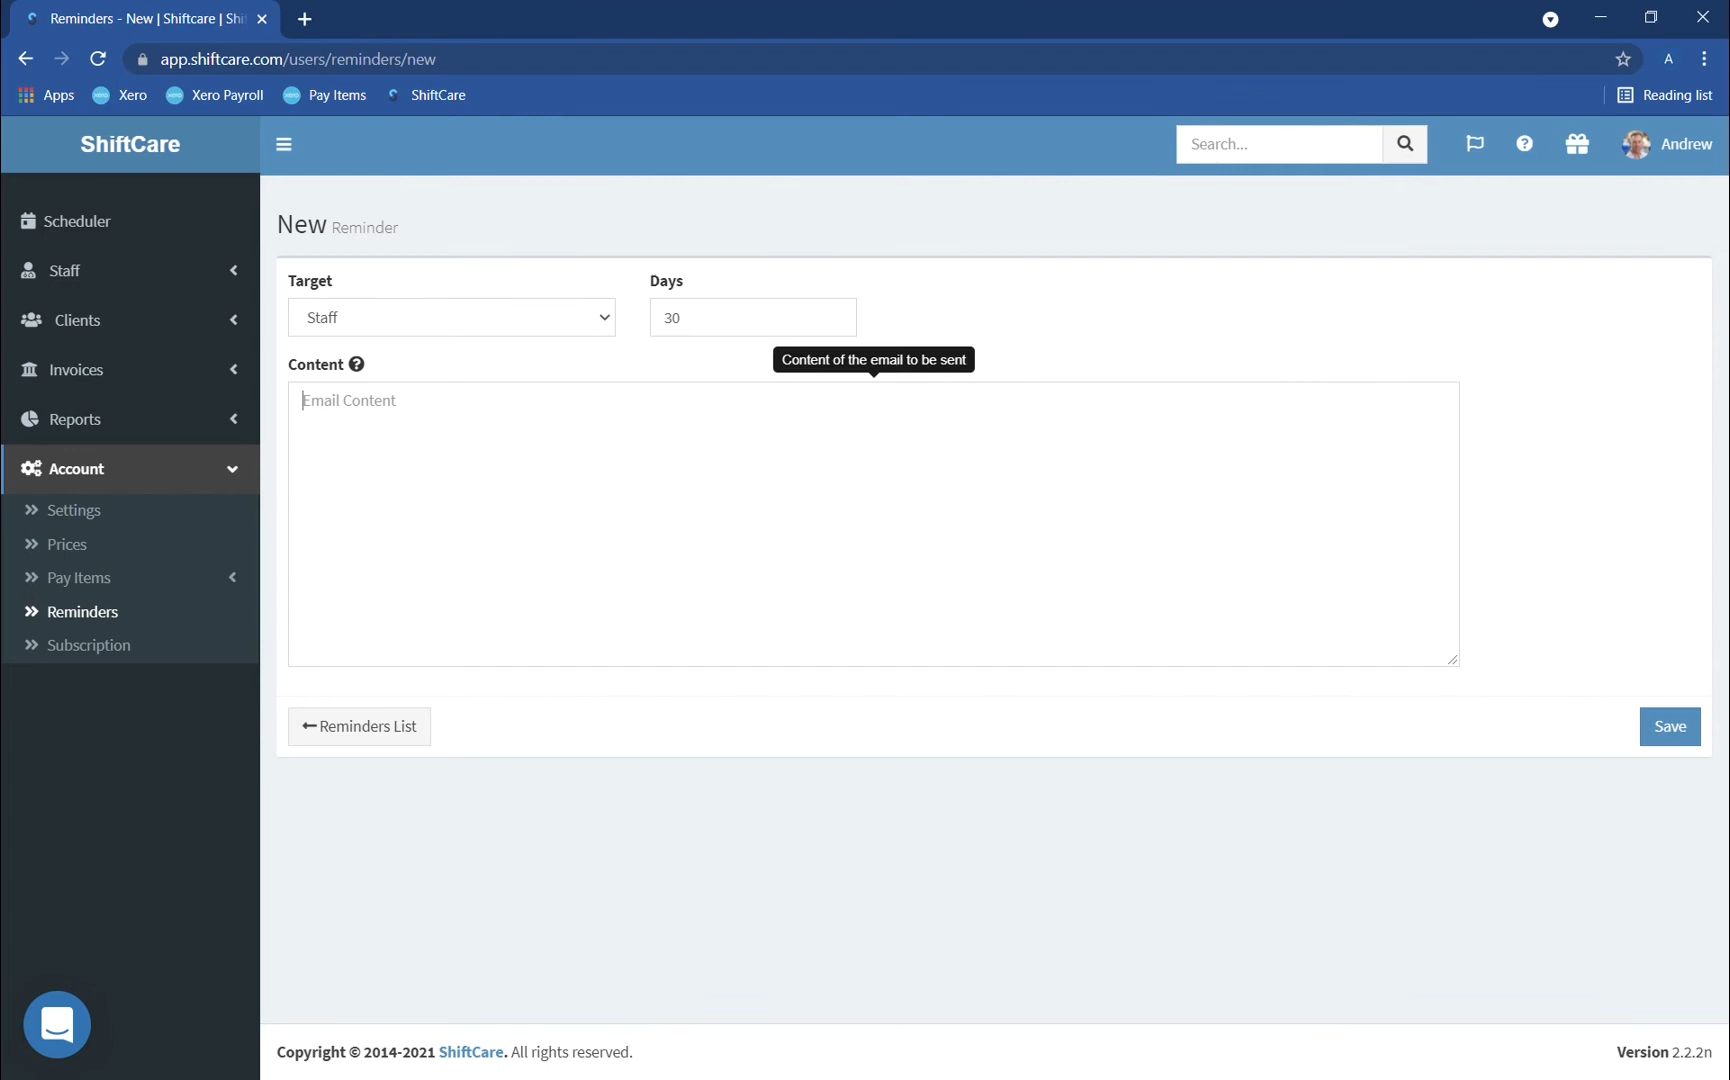 Reminders - New | Shiftcare | Shi
app.shiftcare.com/users/reminders/new
A
Apps
Xero
Xero Payroll
Pay Items
ShiftCare
Reading list
ShiftCare
Search...
Andrew
Scheduler
Staff
Clients
Invoices
Reports
Account
Settings
Prices
Pay Items
Reminders
Subscription
New Reminder
Target
Days
Staff
30
Content
Content of the email to be sent
Email Content
Reminders List
Save
Copyright © 2014-2021 ShiftCare. All rights reserved.
Version 2.2.2n